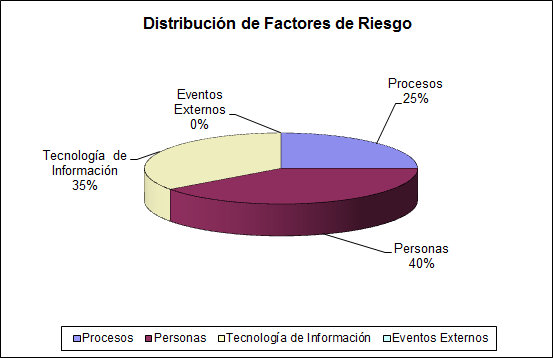 Distribución de Factores de Riesgo
Eventos
Externos
0%
Procesos
25%
Tecnología de
Información
35%
Personas
40%
Procesos
Personas
Tecnología de Información
Eventos Externos